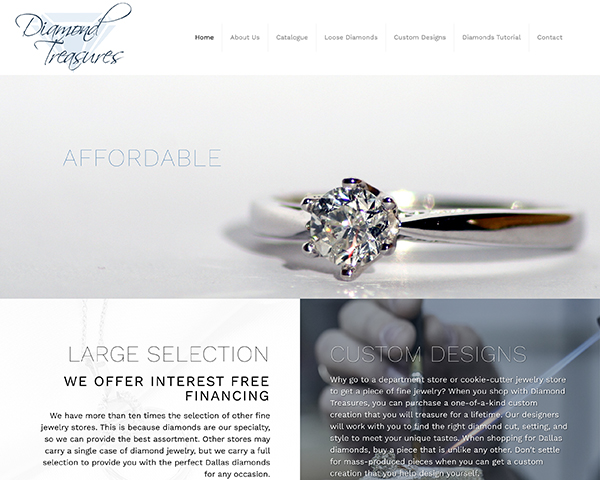 Diamond
Treasures
Home About Us Catalogue Loose Diamonds Custom Designs Diamonds Tutorial Contact
AFFORDABLE
LARGE SELECTION
WE OFFER INTEREST FREE
FINANCING
We have more than ten times the selection of other fine
jewelry stores. This is because diamonds are our specialty,
so we can provide the best assortment. Other stores may
carry a single case of diamond jewelry, but we carry a full
selection to provide you with the perfect Dallas diamonds
for any occasion.
CUSTOM DESIGNS
Why go to a department store or cookie-cutter jewelry store
to get a piece of fine jewelry? When you shop with Diamond
Treasures, you can purchase a one-of-a-kind custom
creation that you will treasure for a lifetime. Our designers
will work with you to find the right diamond cut, setting, and
style to meet your unique tastes. When shopping for Dallas
diamonds, buy a piece that is unlike any other. Don't settle
for mass-produced pieces when you can get a custom
creation that you help design yourself.